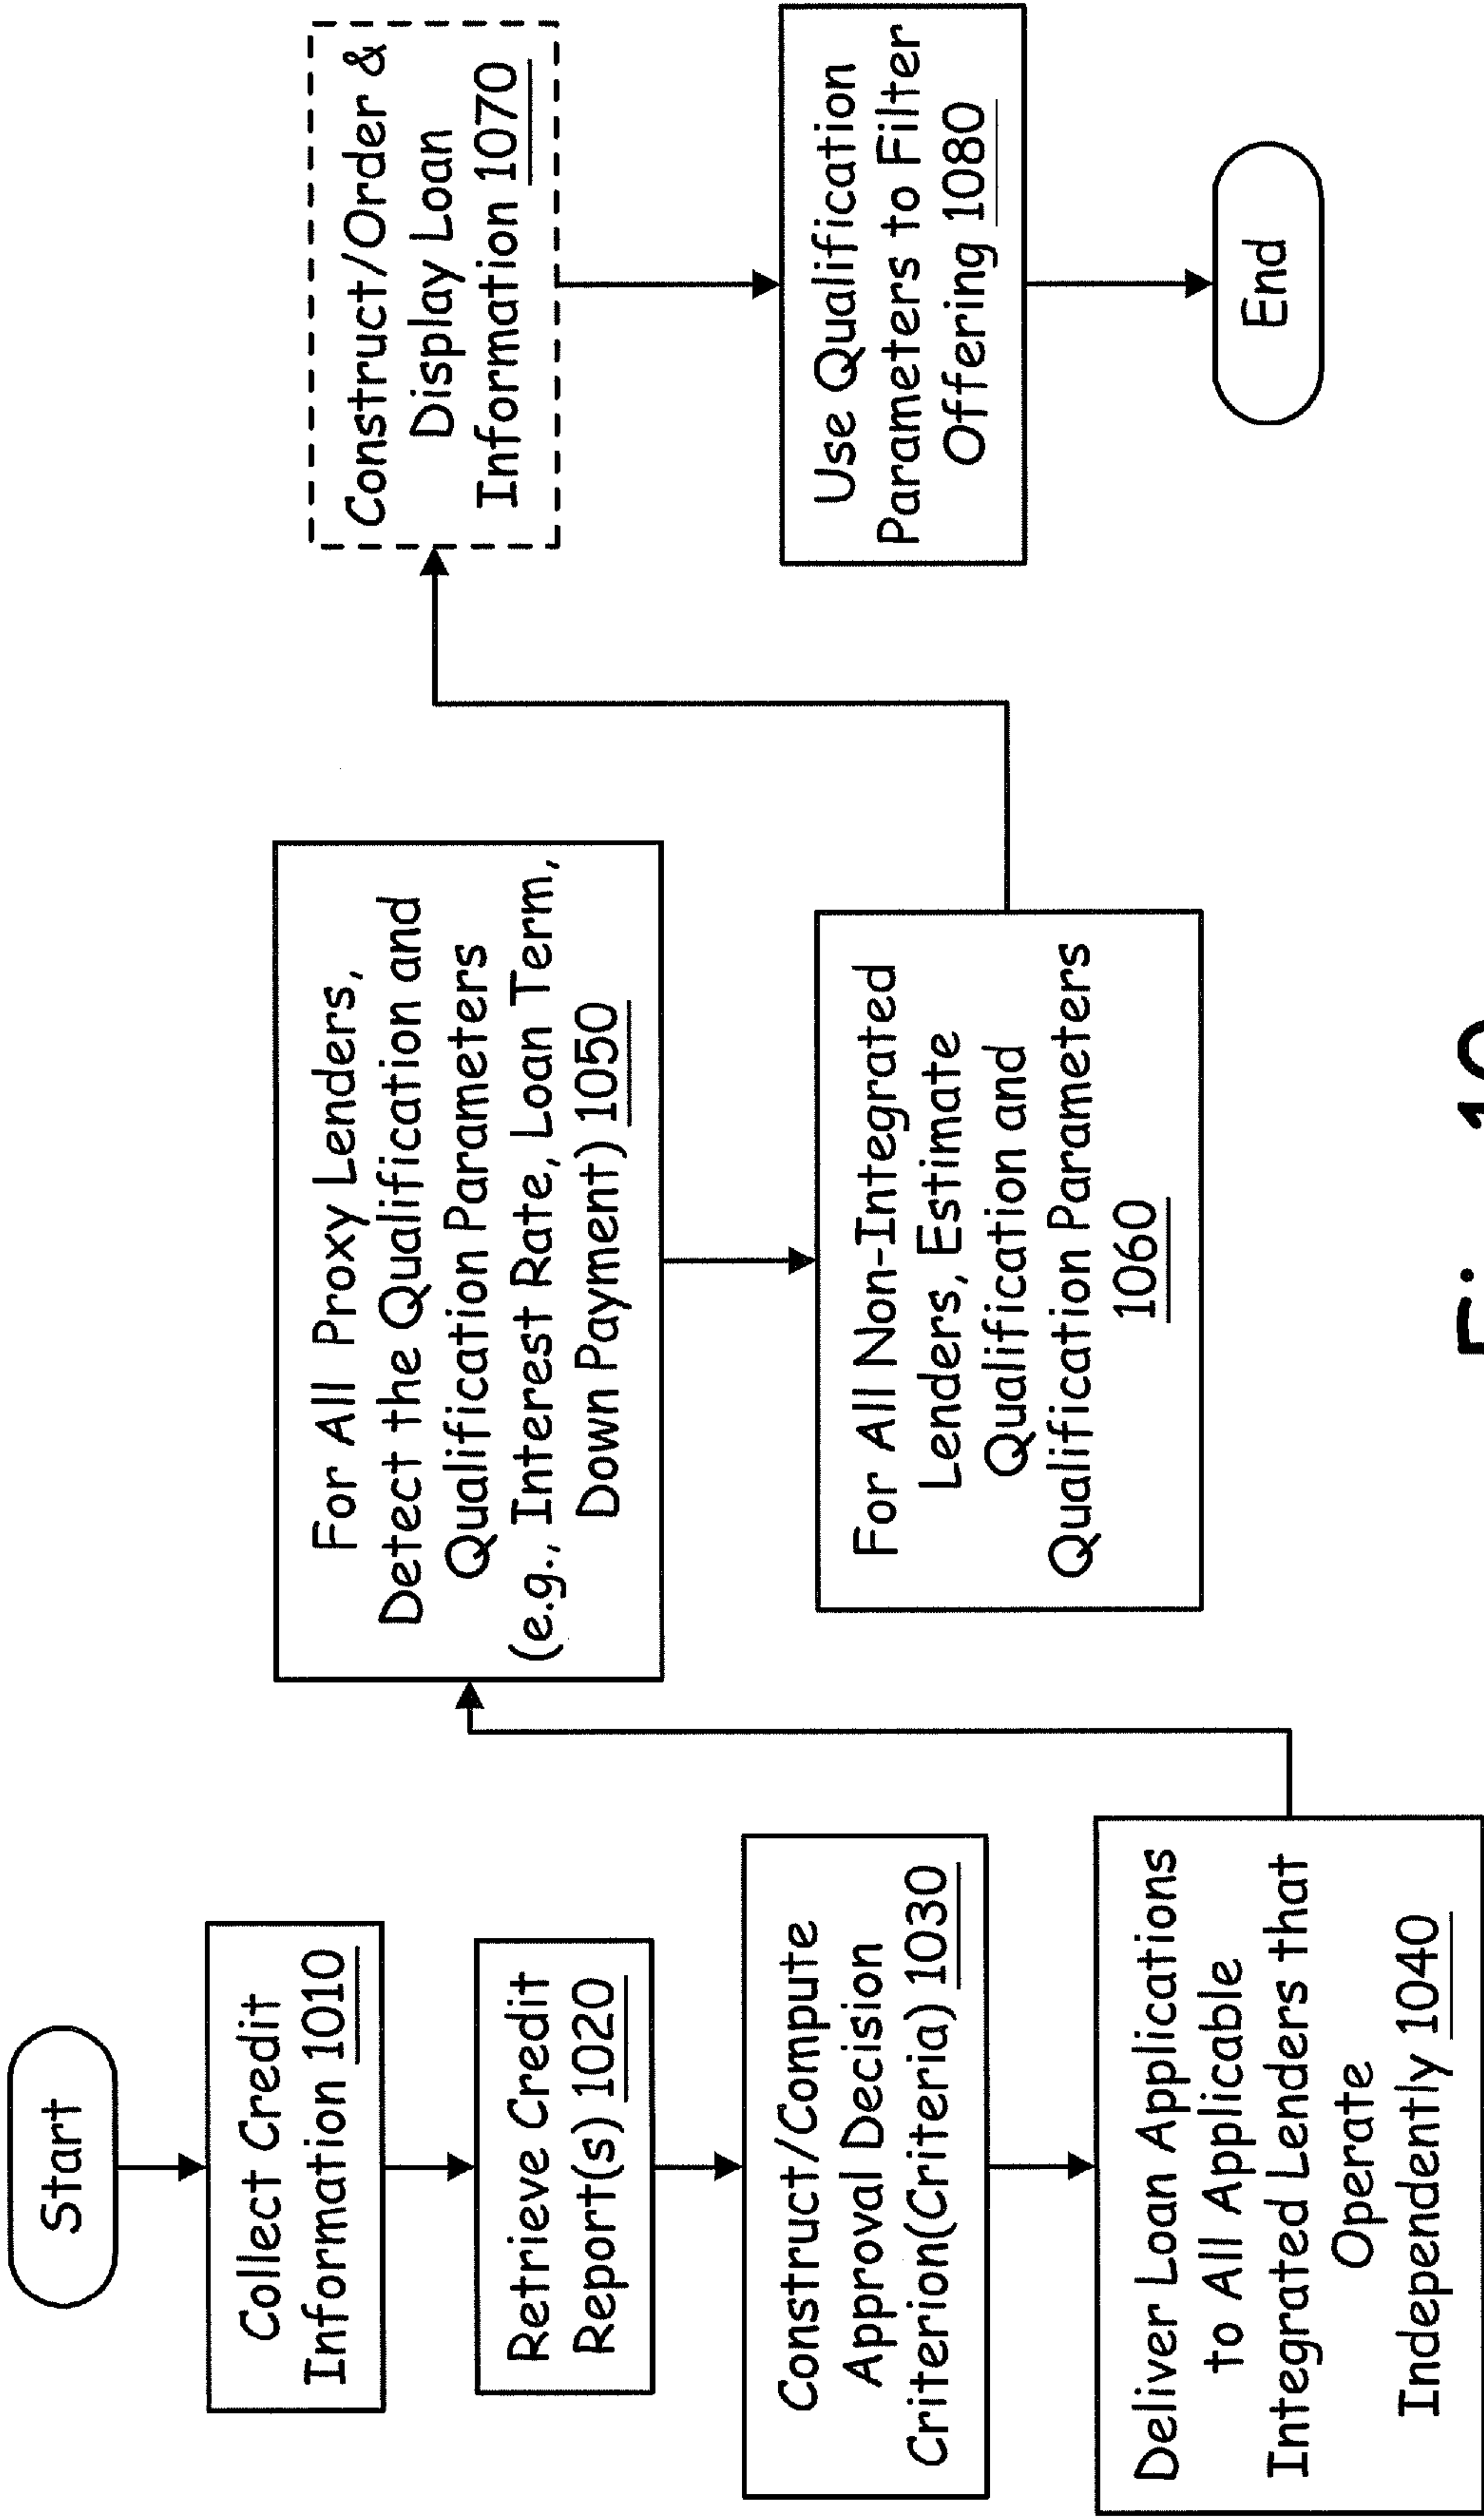 Start
Collect Credit
Information 1010
Retrieve Credit
Report(s) 1020
Construct/Compute
Approval Decision
Criterion(Criteria) 1030
Deliver Loan Applications
to All Applicable
Integrated Lenders that
Operate
Independently 1040
For All Proxy Lenders,
Detect the Qualification and
Qualification Parameters
(e.g., Interest Rate, Loan Term,
Down Payment) 1050
For All Non-Integrated
Lenders, Estimate
Qualification and
Qualification Parameters
1060
Construct/Order &
Display Loan
Information 1070
Use Qualification
Parameters to Filter
Offering 1080
End